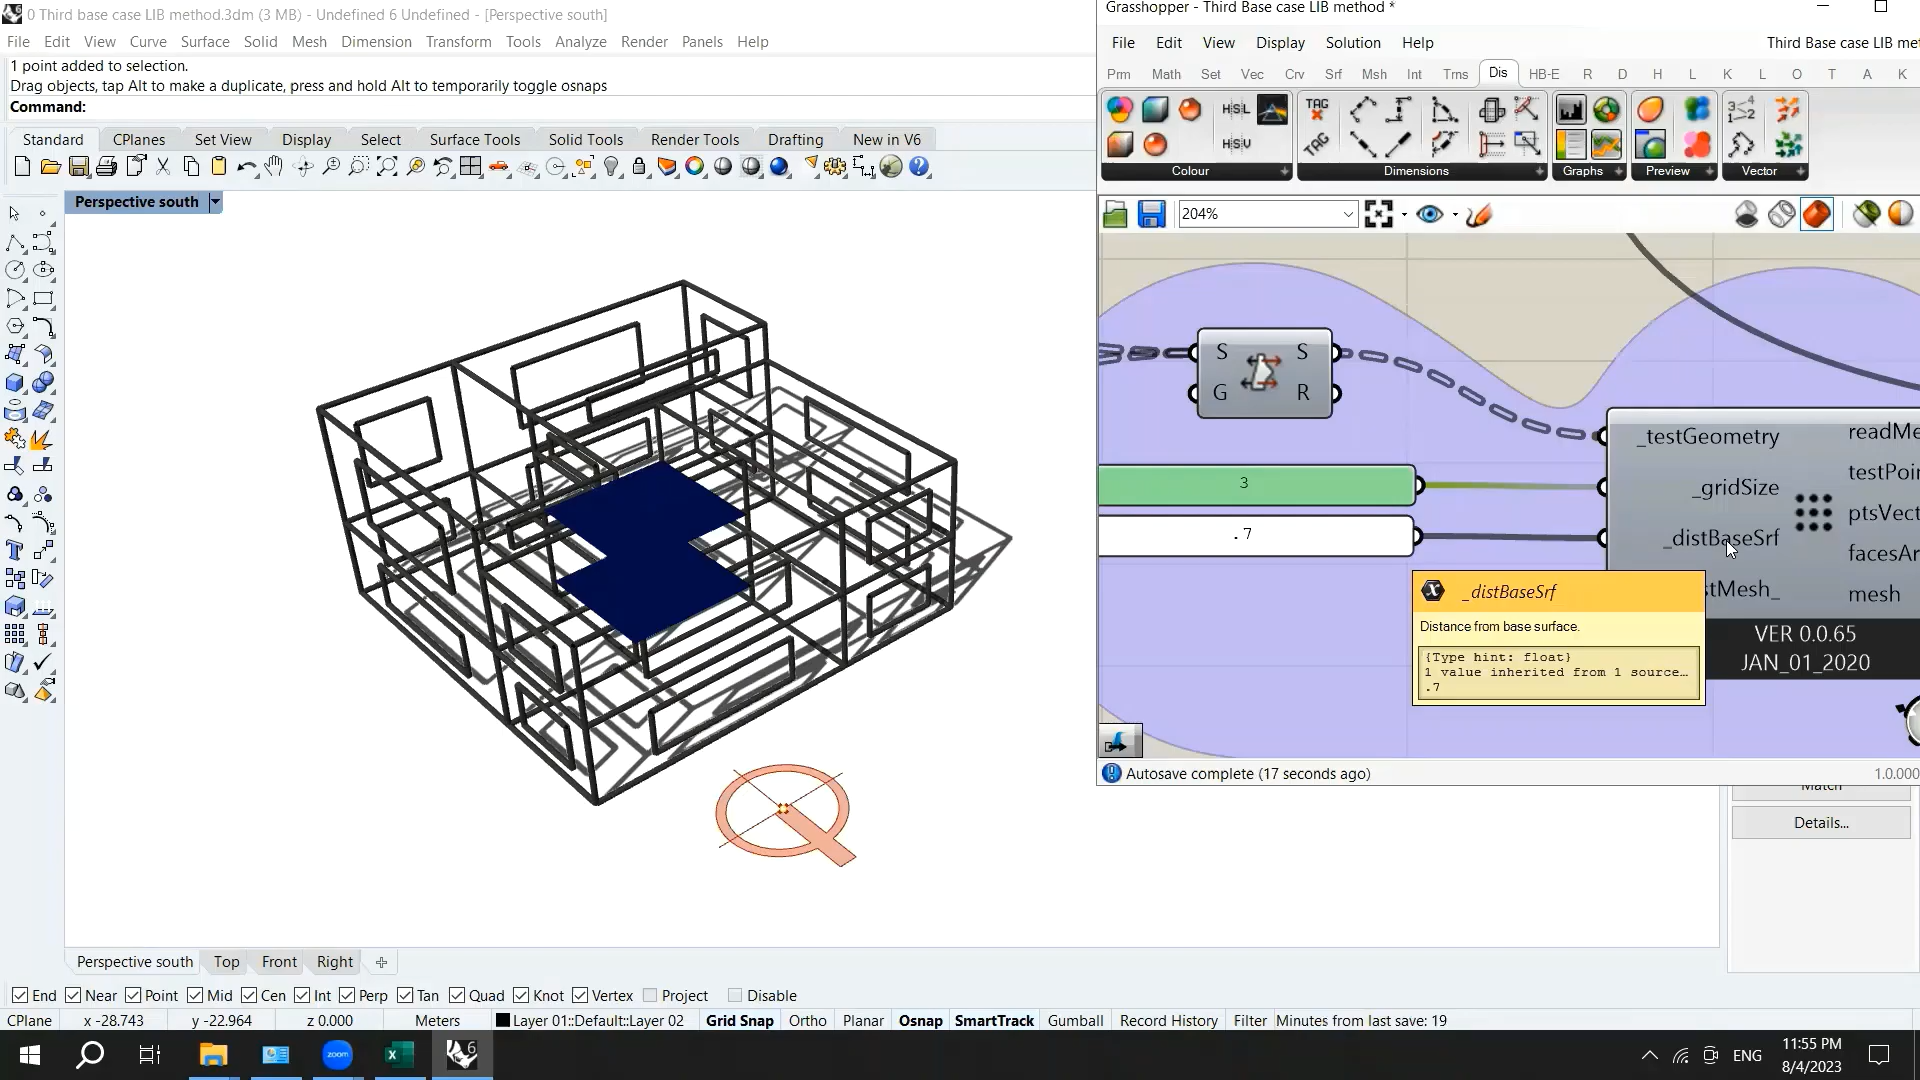 0 Third base case LIB method.3dm (3 MB) - Undefined 6 Undefined - [Perspective south]
File Edit View Curve Surface Solid Mesh Dimension Transform Tools Analyze Render Panels Help
1 point added to selection.
Drag objects, tap Alt to make a duplicate, press and hold Alt to temporarily toggle osnaps
Command:
Standard CPlanes Set View Display Select Surface Tools Solid Tools Render Tools Drafting New in V6
Perspective south
Grasshopper - Third Base case LIB method *
File Edit View Display Solution Help Third Base case LIB me
Prm Math Set Vec Crv Srf Msh Int Trns Dis HB-E R D H L K L O T A K
H S L
H S V
TAG
TAG
Colour Dimensions Graphs Preview Vector
204%
S S
G R
3
.7
_testGeometry
_gridSize
_distBaseSrf
stMesh_
readMe
testPoin
ptsVect
facesAr
mesh
VER 0.0.65
JAN_01_2020
_distBaseSrf
Distance from base surface.
{Type hint: float}
1 value inherited from 1 source…
.7
Autosave complete (17 seconds ago) 1.0.000
Match
Details...
Perspective south Top Front Right
End Near Point Mid Cen Int Perp Tan Quad Knot Vertex Project Disable
CPlane x -28.743 y -22.964 z 0.000 Meters Layer 01::Default::Layer 02 Grid Snap Ortho Planar Osnap SmartTrack Gumball Record History Filter Minutes from last save: 19
zoom
6
ENG
11:55 PM
8/4/2023